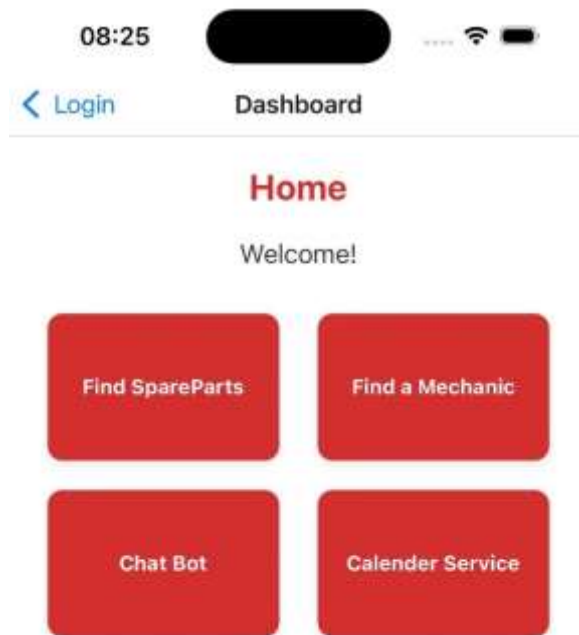 08:25
Login Dashboard
Home
Welcome!
Find SpareParts Find a Mechanic
Chat Bot Calender Service